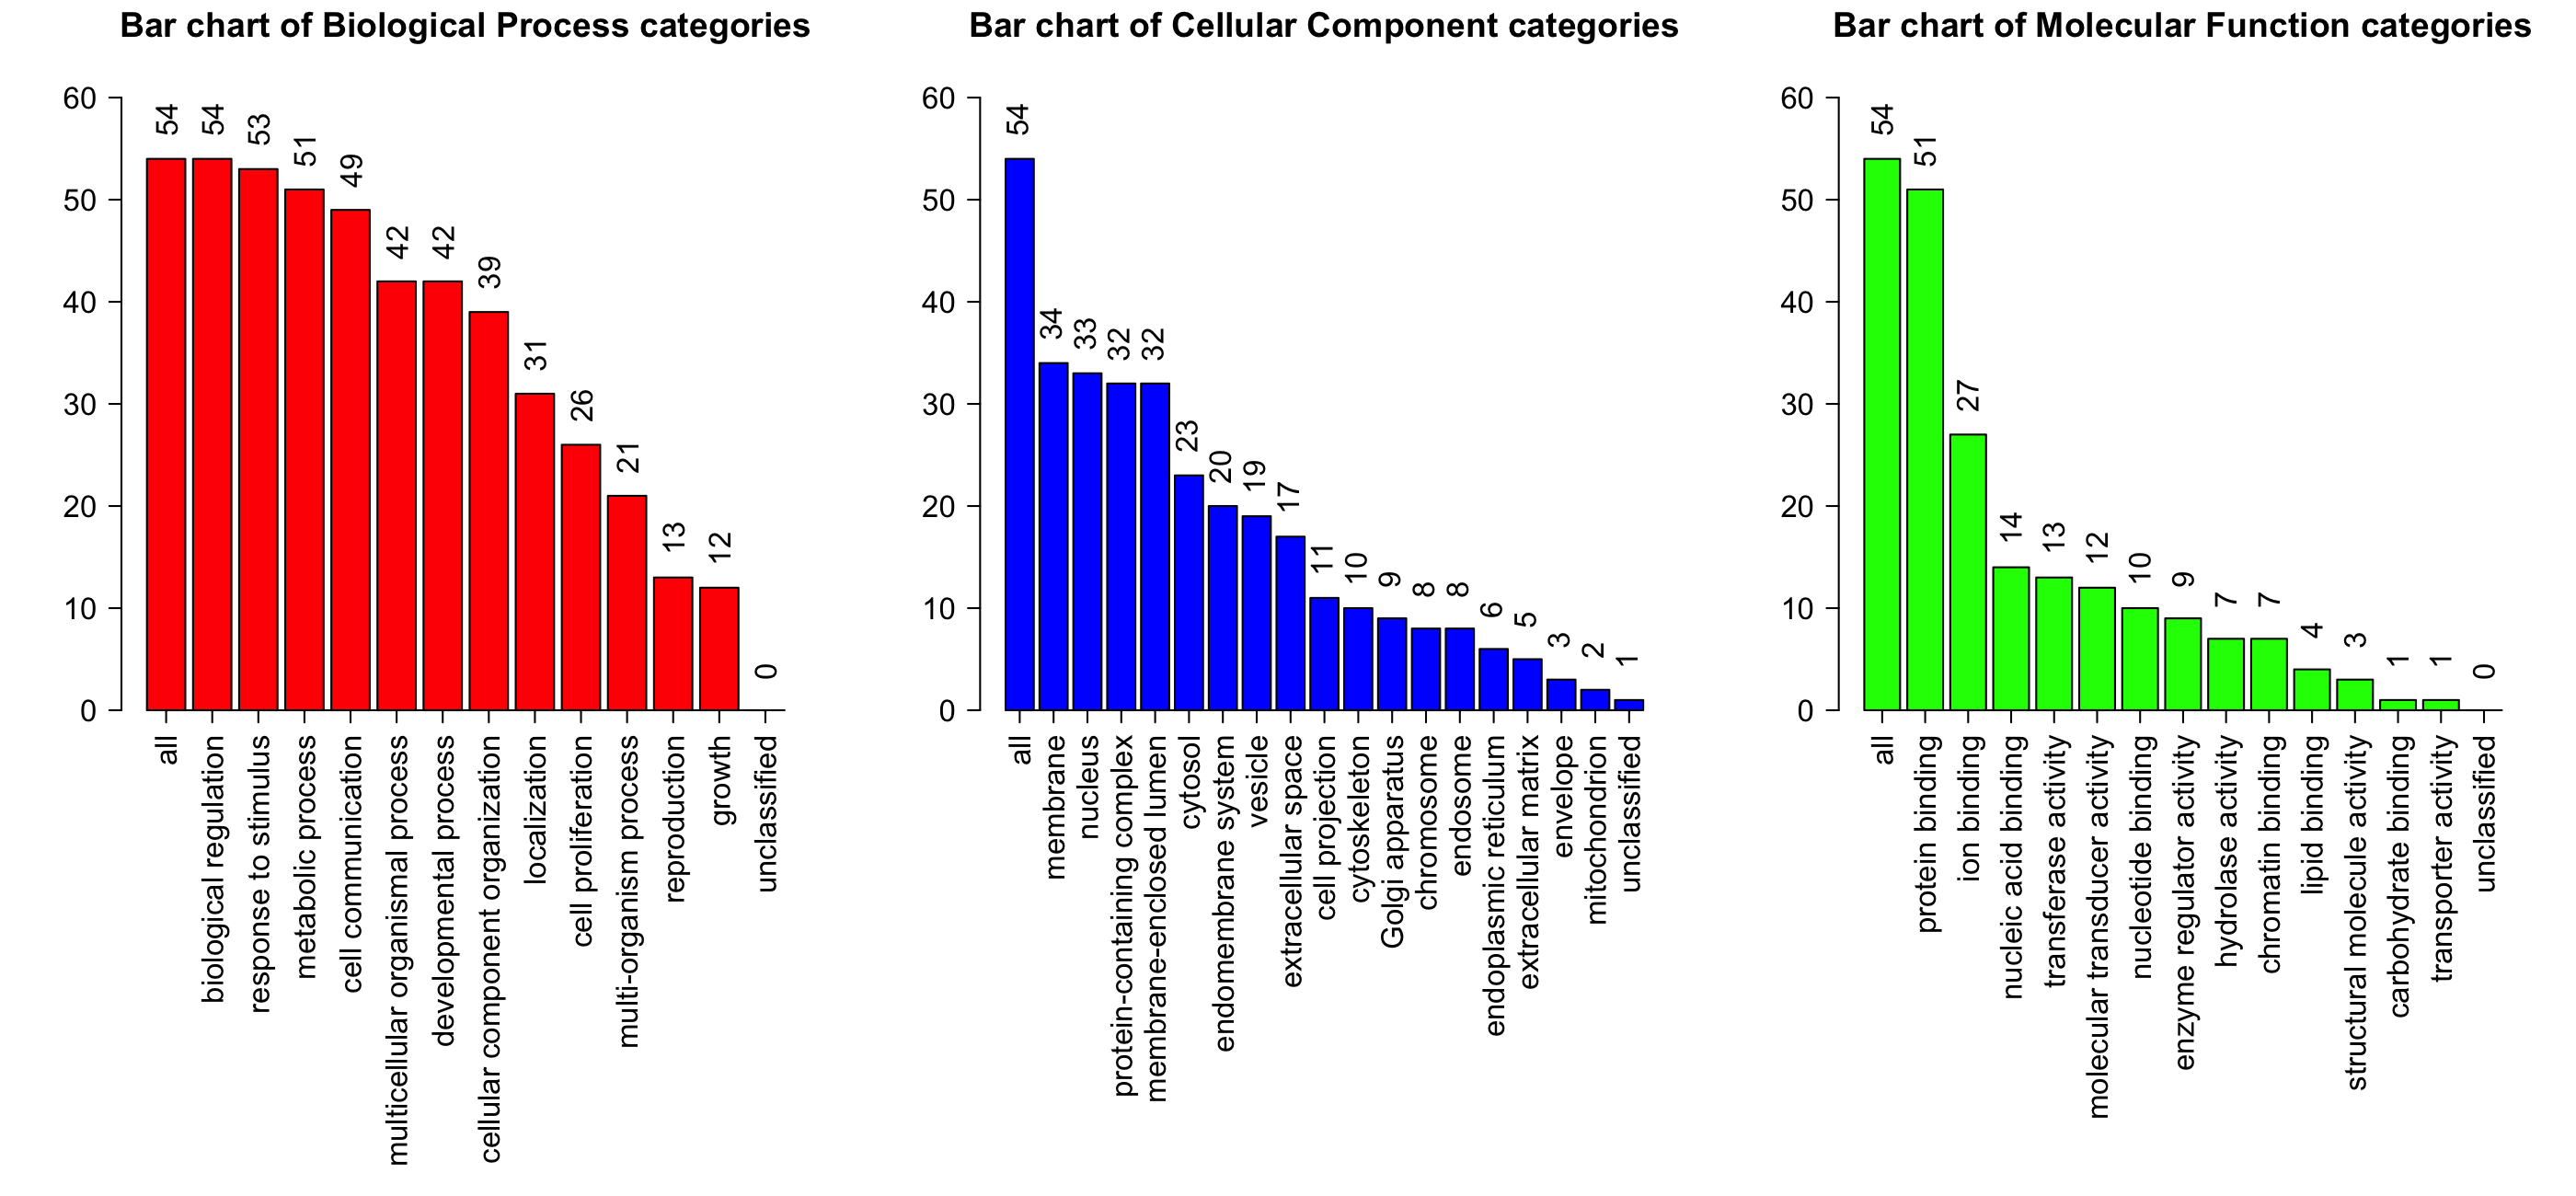 Bar chart of Biological Process categories
60
50
40
30
20
10
0
54
54
53
51
49
42
42
39
31
26
21
13
12
0
all
biological regulation
response to stimulus
metabolic process
cell communication
multicellular organismal process
developmental process
cellular component organization
localization
cell proliferation
multi-organism process
reproduction
growth
unclassified
Bar chart of Cellular Component categories
60
50
40
30
20
10
0
54
34
33
32
32
23
20
19
17
11
10
9
8
8
6
5
3
2
1
all
membrane
nucleus
protein-containing complex
membrane-enclosed lumen
cytosol
endomembrane system
vesicle
extracellular space
cell projection
cytoskeleton
Golgi apparatus
chromosome
endosome
endoplasmic reticulum
extracellular matrix
envelope
mitochondrion
unclassified
Bar chart of Molecular Function categories
60
50
40
30
20
10
0
54
51
27
14
13
12
10
9
7
7
4
3
1
1
0
all
protein binding
ion binding
nucleic acid binding
transferase activity
molecular transducer activity
nucleotide binding
enzyme regulator activity
hydrolase activity
chromatin binding
lipid binding
structural molecule activity
carbohydrate binding
transporter activity
unclassified